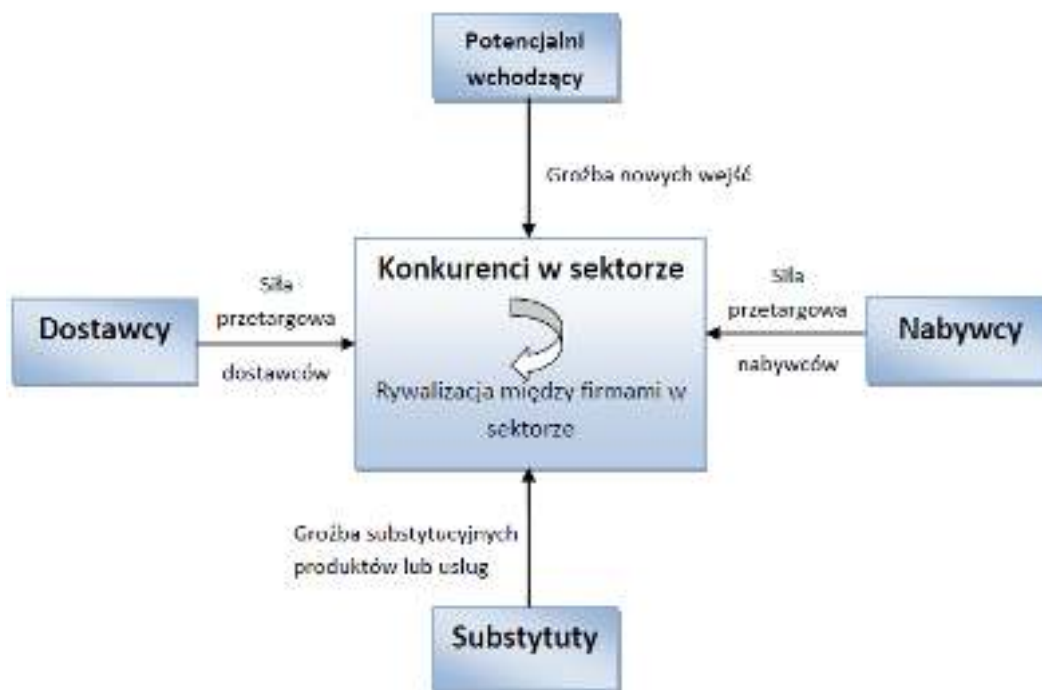 Potencjalni
wchodzący
Groźba nowych wejść
Konkurenci w sektorze
Siła
przetargowa
dostawców
Dostawcy
Siła
przetargowa
nabywców
Nabywcy
Rywalizacja między firmami w
sektorze
Groźba substytucyjnych
produktów lub usług
Substytuty